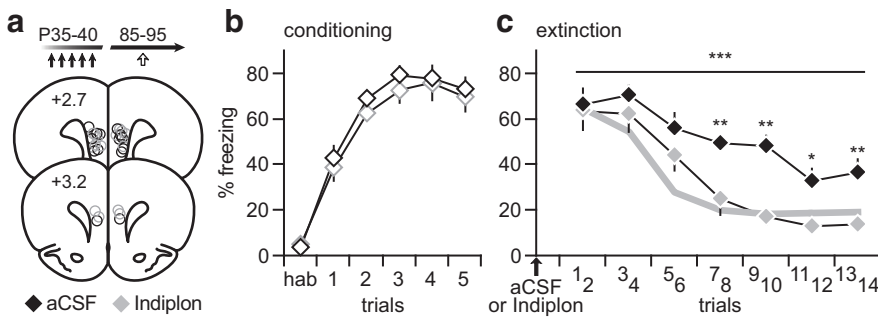 a
P35-40 85-95
+2.7
+3.2
aCSF Indiplon
b
conditioning
% freezing
80
60
40
20
0
hab 1 2 3 4 5
trials
c
extinction
***
** ** * **
80
60
40
20
0
aCSF
or Indiplon
1 2 3 4 5 6 7 8 9 10 11 12 13 14
trials